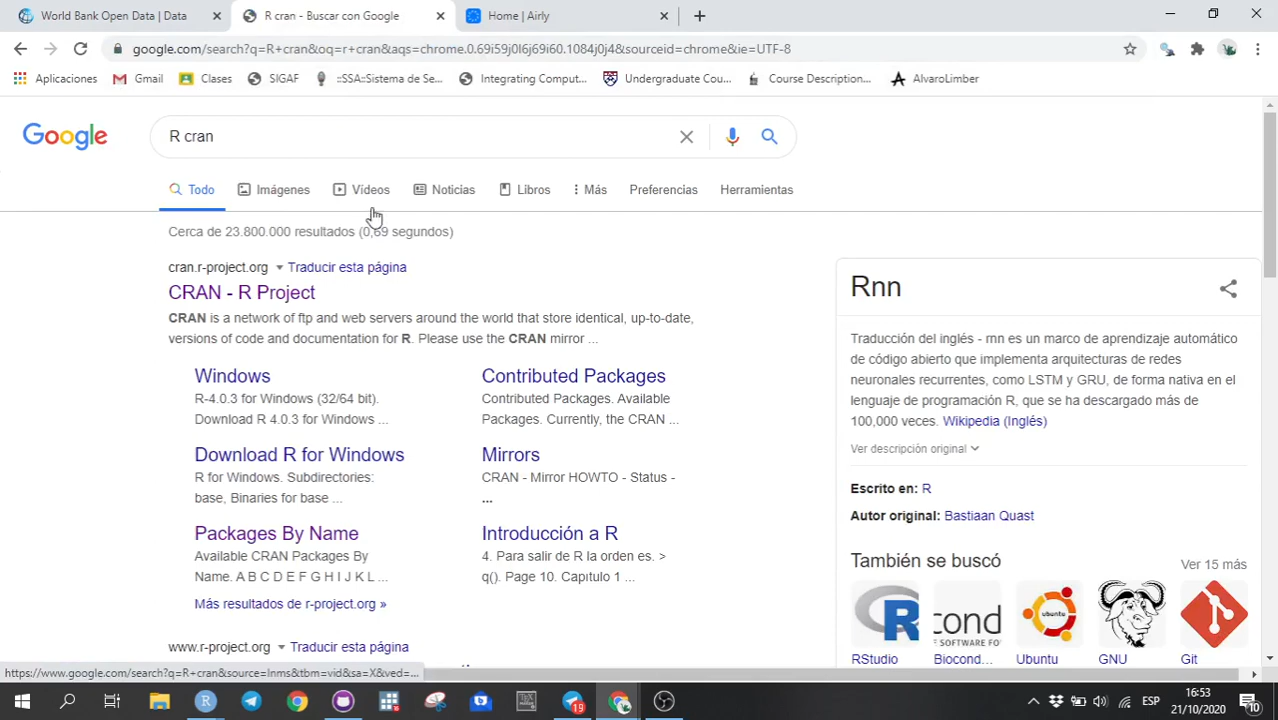 World Bank Open Data | Data
R cran - Buscar con Google
Home | Airly
google.com/search?q=R+cran&oq=r+cran&aqs=chrome.0.69i59j0l6j69i60.1084j0j4&sourceid=chrome&ie=UTF-8
Aplicaciones
Gmail
Clases
SIGAF
::SSA::Sistema de Se...
Integrating Comput...
Undergraduate Cou...
Course Description...
AlvaroLimber
Google
R cran
Todo
Imágenes
Vídeos
Noticias
Libros
Más
Preferencias
Herramientas
Cerca de 23.800.000 resultados (0,69 segundos)
cran.r-project.org
Traducir esta página
CRAN - R Project
CRAN is a network of ftp and web servers around the world that store identical, up-to-date,
versions of code and documentation for R. Please use the CRAN mirror ...
Windows
R-4.0.3 for Windows (32/64 bit).
Download R 4.0.3 for Windows ...
Contributed Packages
Contributed Packages. Available
Packages. Currently, the CRAN ...
Download R for Windows
R for Windows. Subdirectories:
base, Binaries for base ...
Mirrors
CRAN - Mirror HOWTO - Status -
...
Packages By Name
Available CRAN Packages By
Name. A B C D E F G H I J K L ...
Introducción a R
4. Para salir de R la orden es. >
q(). Page 10. Capıtulo 1 ...
Más resultados de r-project.org »
www.r-project.org
Traducir esta página
Rnn
Traducción del inglés - rnn es un marco de aprendizaje automático
de código abierto que implementa arquitecturas de redes
neuronales recurrentes, como LSTM y GRU, de forma nativa en el
lenguaje de programación R, que se ha descargado más de
100,000 veces. Wikipedia (Inglés)
Ver descripción original
Escrito en: R
Autor original: Bastiaan Quast
También se buscó
Ver 15 más
RStudio
Biocond...
Ubuntu
GNU
Git
https://www.google.com/search?q=R+cran&source=lnms&tbm=vid&sa=X&ved=...
19
ESP
16:53
21/10/2020
10